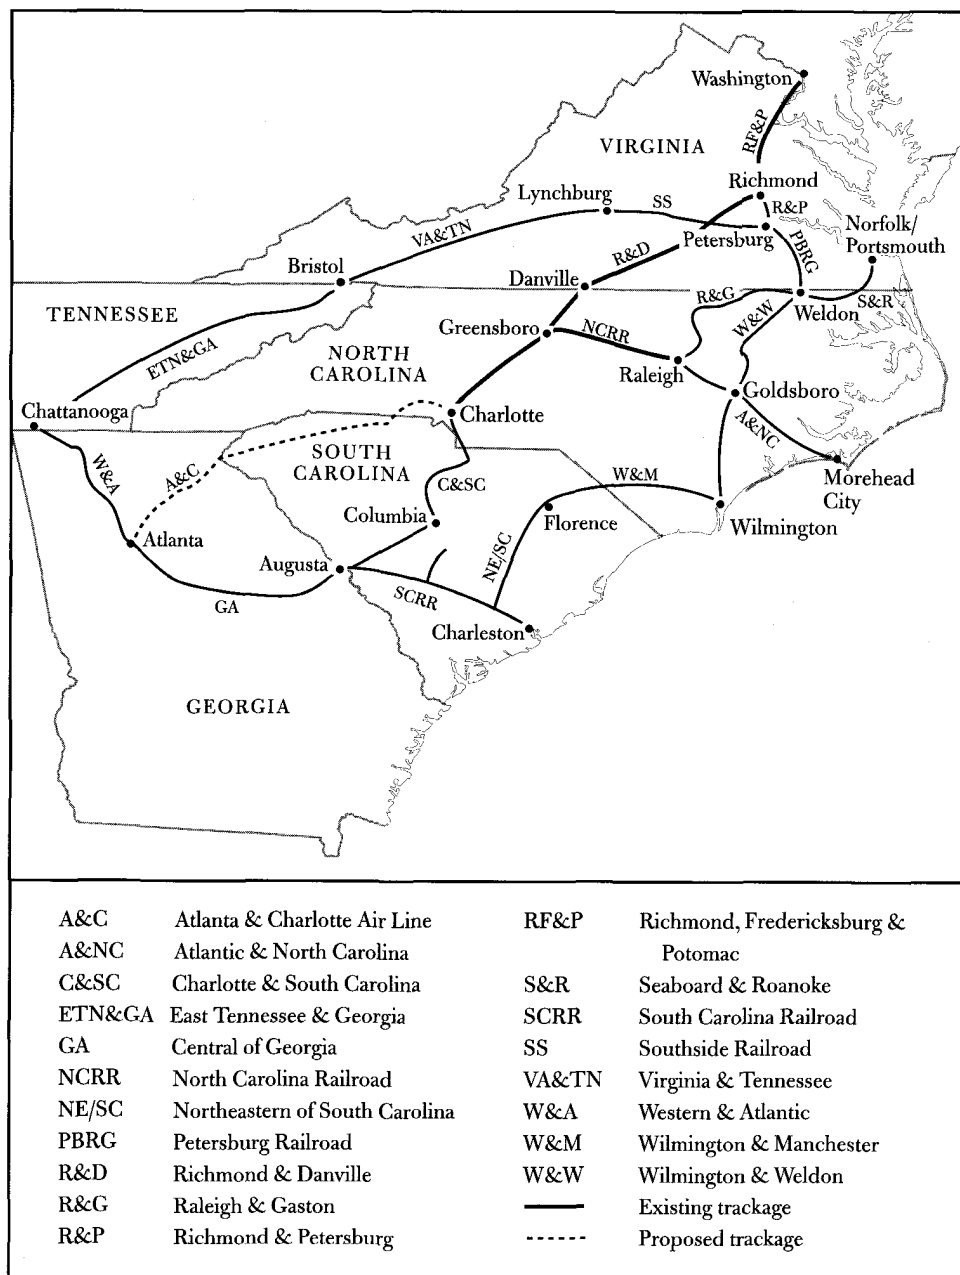 Washington
RF&P
VIRGINIA
Richmond
Lynchburg
SS
R&P
Norfolk/
Portsmouth
VA&TN
Petersburg
PBRG
R&D
Bristol
Danville
R&G
S&R
TENNESSEE
Weldon
W&W
Greensboro
NCRR
ETN&GA
NORTH
CAROLINA
Raleigh
Goldsboro
Chattanooga
Charlotte
A&NC
SOUTH
CAROLINA
W&A
A&C
C&SC
W&M
Morehead
City
Columbia
Florence
Wilmington
Atlanta
NE/SC
Augusta
SCRR
GA
Charleston
GEORGIA
A&C Atlanta & Charlotte Air Line
A&NC Atlantic & North Carolina
C&SC Charlotte & South Carolina
ETN&GA East Tennessee & Georgia
GA Central of Georgia
NCRR North Carolina Railroad
NE/SC Northeastern of South Carolina
PBRG Petersburg Railroad
R&D Richmond & Danville
R&G Raleigh & Gaston
R&P Richmond & Petersburg
RF&P Richmond, Fredericksburg &
Potomac
S&R Seaboard & Roanoke
SCRR South Carolina Railroad
SS Southside Railroad
VA&TN Virginia & Tennessee
W&A Western & Atlantic
W&M Wilmington & Manchester
W&W Wilmington & Weldon
Existing trackage
Proposed trackage